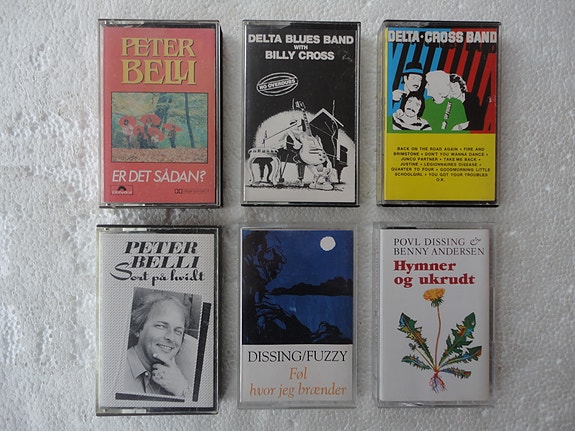 PETER
BELLI
ER DET SÅDAN?
DELTA BLUES BAND
WITH
BILLY CROSS
NO OVERDUBS
DELTA·CROSS BAND
BACK ON THE ROAD AGAIN • FIRE AND
BRIMSTONE • DON'T YOU WANNA DANCE •
JUNCO PARTNER • TAKE ME BACK •
JUSTINE • LEGIONNAIRES DISEASE •
QUARTER TO FOUR • GOODMORNING LITTLE
SCHOOLGIRL • YOU GOT YOUR TROUBLES
O.K.
PETER
BELLI
Sort på hvidt
DISSING/FUZZY
Føl
hvor jeg brænder
POVL DISSING &
BENNY ANDERSEN
Hymner
og ukrudt